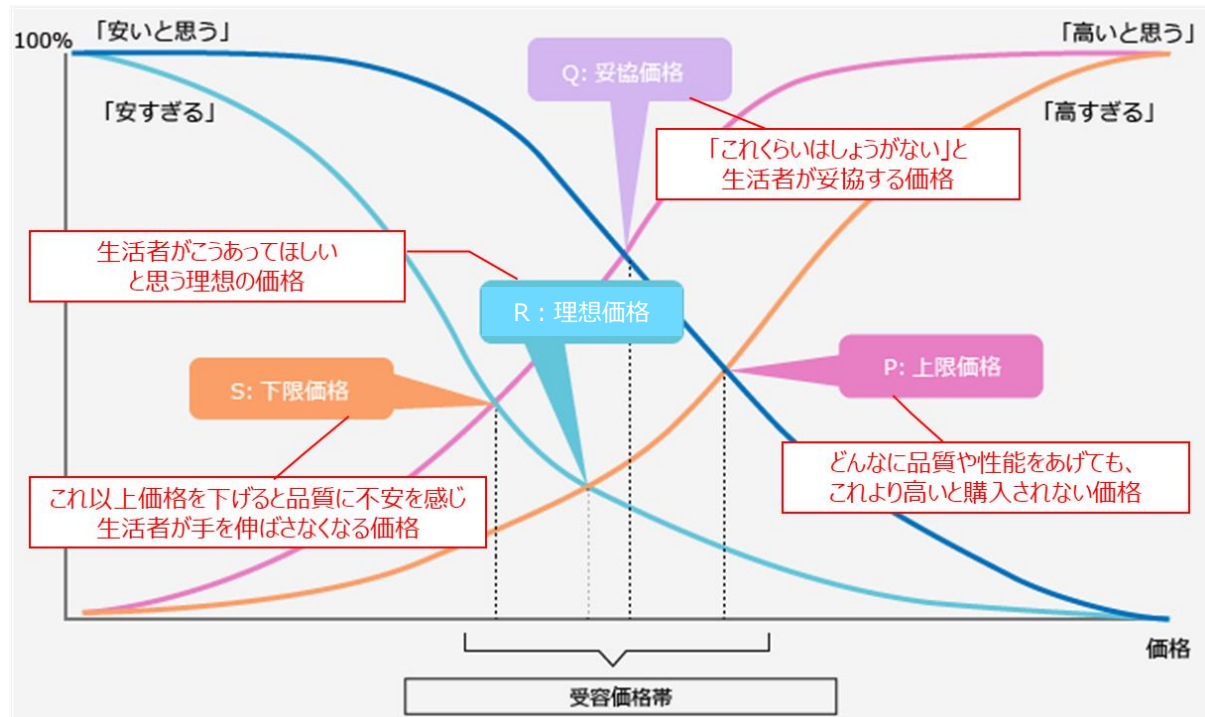 100%
「安いと思う」
「高いと思う」
「安すぎる」
「高すぎる」
Q: 妥協価格
「これくらいはしょうがない」と
生活者が妥協する価格
生活者がこうあってほしい
と思う理想の価格
R：理想価格
S: 下限価格
P: 上限価格
これ以上価格を下げると品質に不安を感じ
生活者が手を伸ばさなくなる価格
どんなに品質や性能をあげても、
これより高いと購入されない価格
価格
受容価格帯